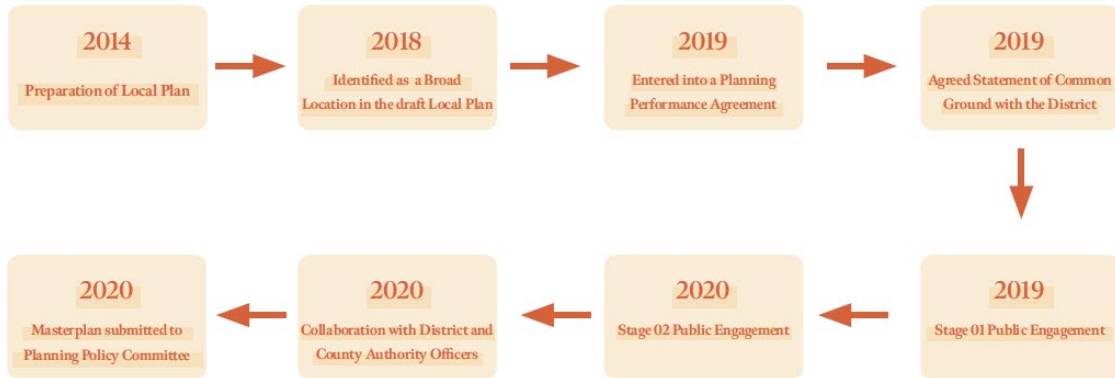 2014
Preparation of Local Plan
2018
Identified as a Broad
Location in the draft Local Plan
2019
Entered into a Planning
Performance Agreement
2019
Agreed Statement of Common
Ground with the District
2019
Stage 01 Public Engagement
2020
Stage 02 Public Engagement
2020
Collaboration with District and
County Authority Officers
2020
Masterplan submitted to
Planning Policy Committee